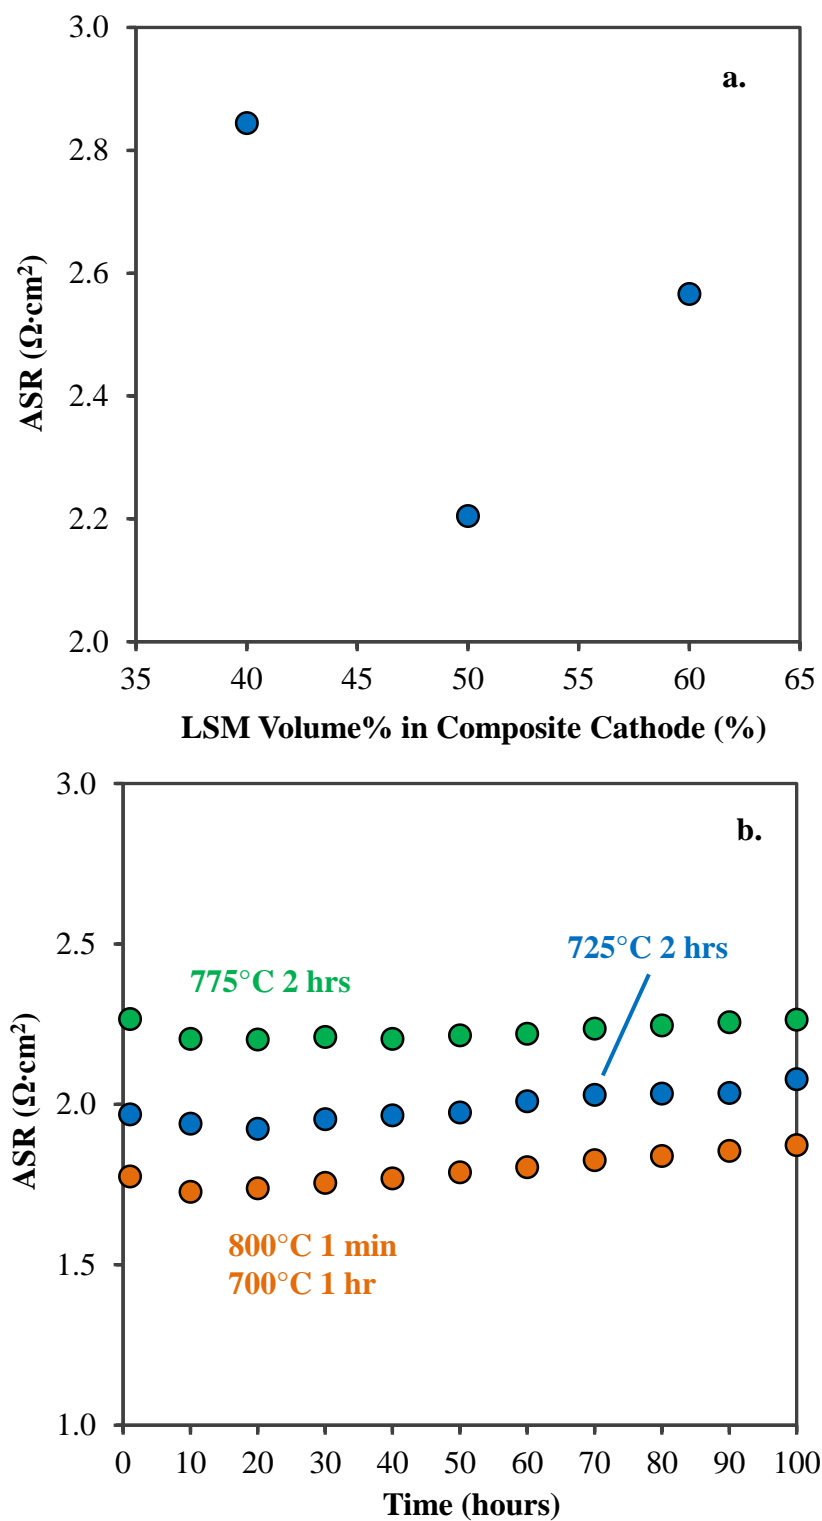 3.0
a.
2.8
2.6
2.4
2.2
2.0
ASR (Ω·cm²)
35 40 45 50 55 60 65
LSM Volume% in Composite Cathode (%)
3.0
b.
2.5
725°C 2 hrs
775°C 2 hrs
2.0
ASR (Ω·cm²)
800°C 1 min
1.5
700°C 1 hr
1.0
0 10 20 30 40 50 60 70 80 90 100
Time (hours)